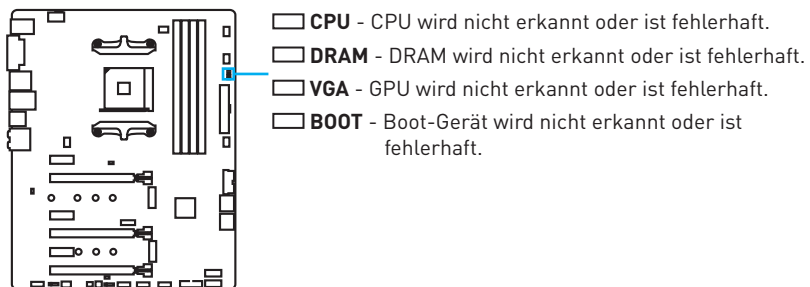 CPU - CPU wird nicht erkannt oder ist fehlerhaft.
DRAM - DRAM wird nicht erkannt oder ist fehlerhaft.
VGA - GPU wird nicht erkannt oder ist fehlerhaft.
BOOT - Boot-Gerät wird nicht erkannt oder ist
fehlerhaft.